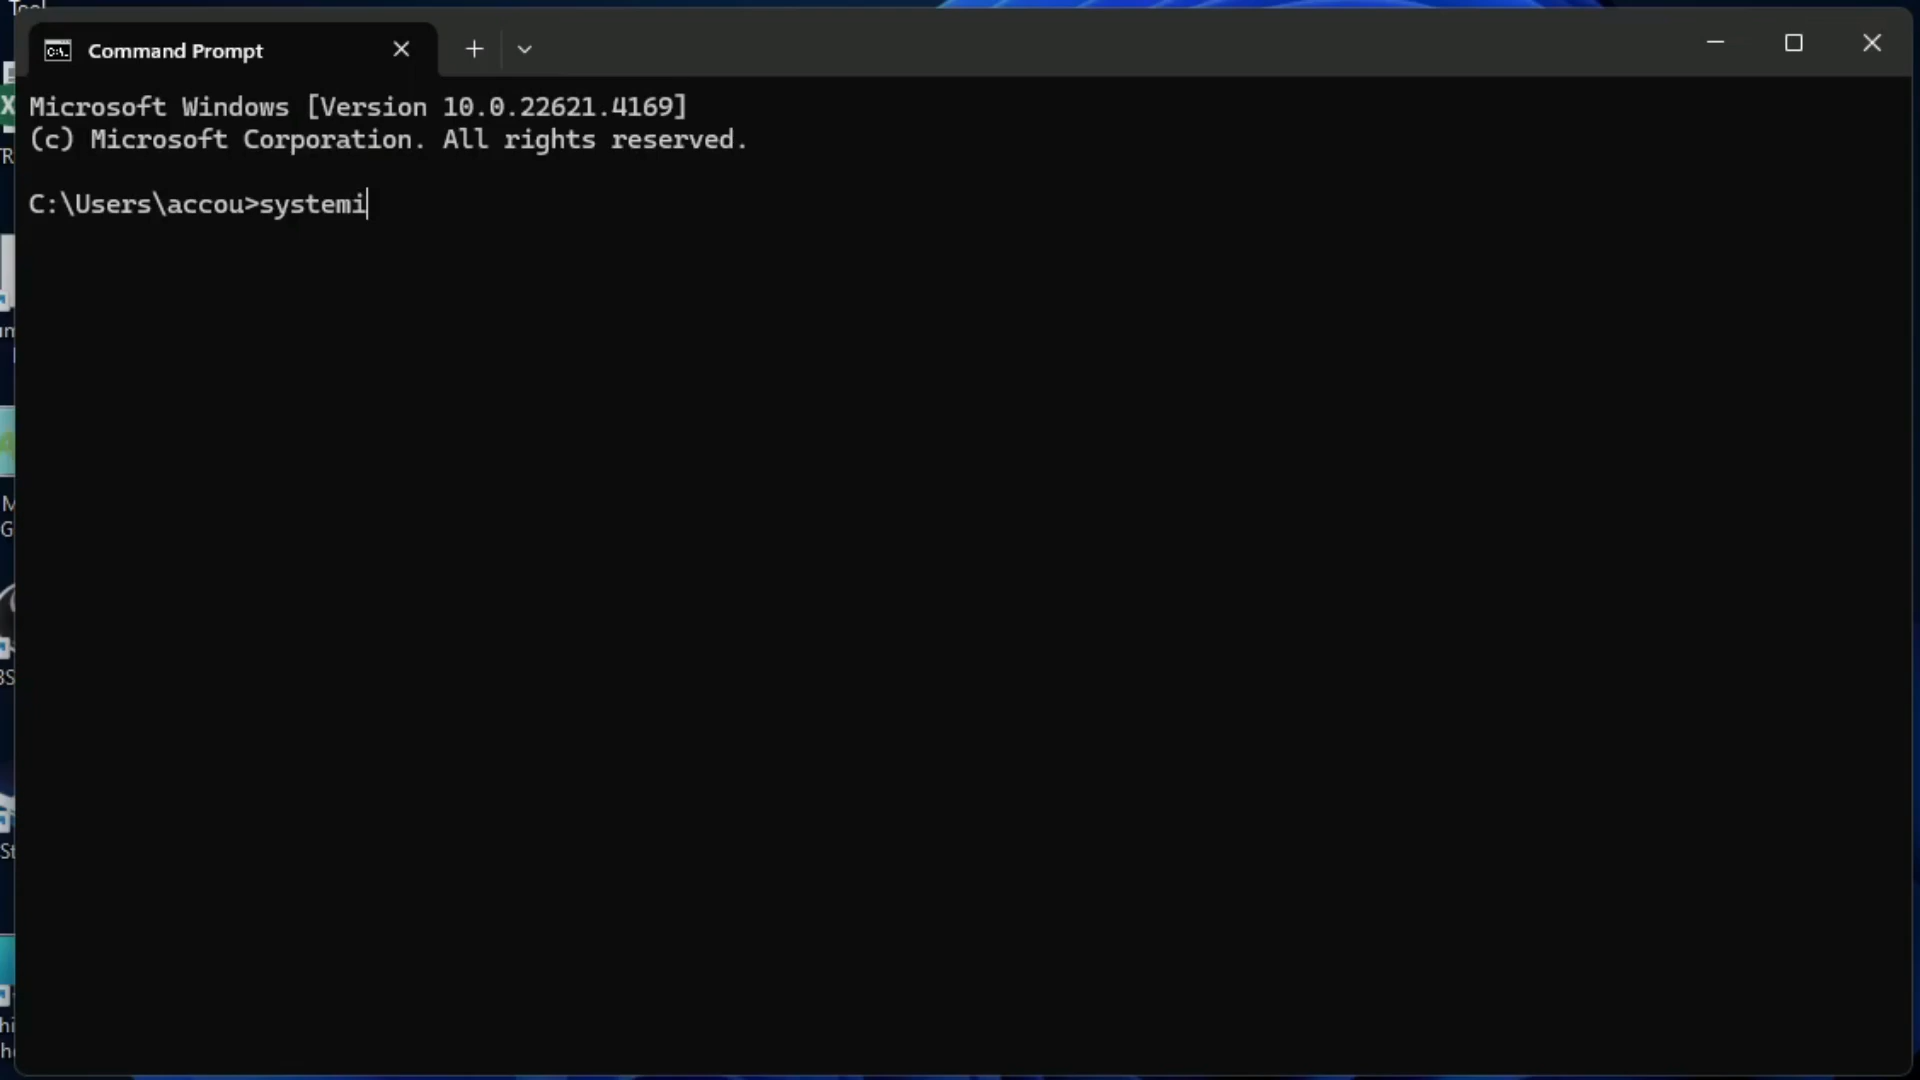 Command Prompt
Microsoft Windows [Version 10.0.22621.4169]
(c) Microsoft Corporation. All rights reserved.
C:\Users\accou>systemi